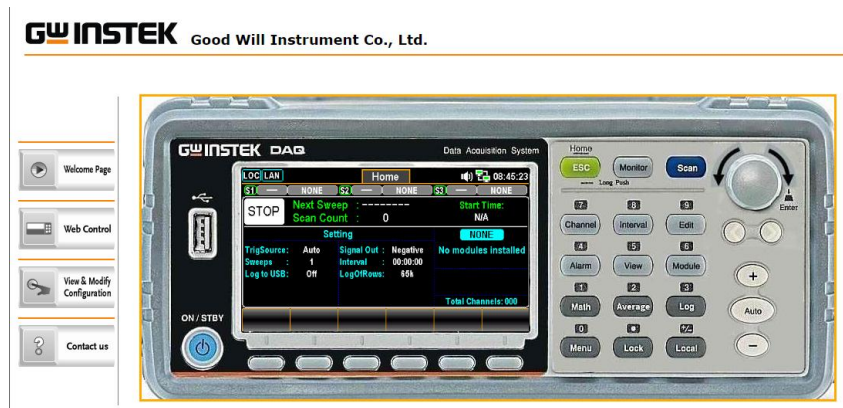 GW INSTEK Good Will Instrument Co., Ltd.
Welcome Page
Web Control
View & Modify
Configuration
Contact us
GW INSTEK DAQ
Data Acquisition System
LOC LAN Home 08:45:23
S1 — NONE S2 — NONE S3 — NONE
STOP
Next Sweep : --------
Scan Count : 0
Start Time:
N/A
Setting
TrigSource: Auto Signal Out : Negative
Sweeps : 1 Interval : 00:00:00
Log to USB: Off LogOfRows: 65k
NONE
No modules installed
Total Channels: 000
ON / STBY
Home
ESC Monitor Scan
Long Push
Enter
7 8 9
Channel Interval Edit
4 5 6
Alarm View Module
1 2 3
Math Average Log
0 ▪ +/-
Menu Lock Local
+
Auto
−